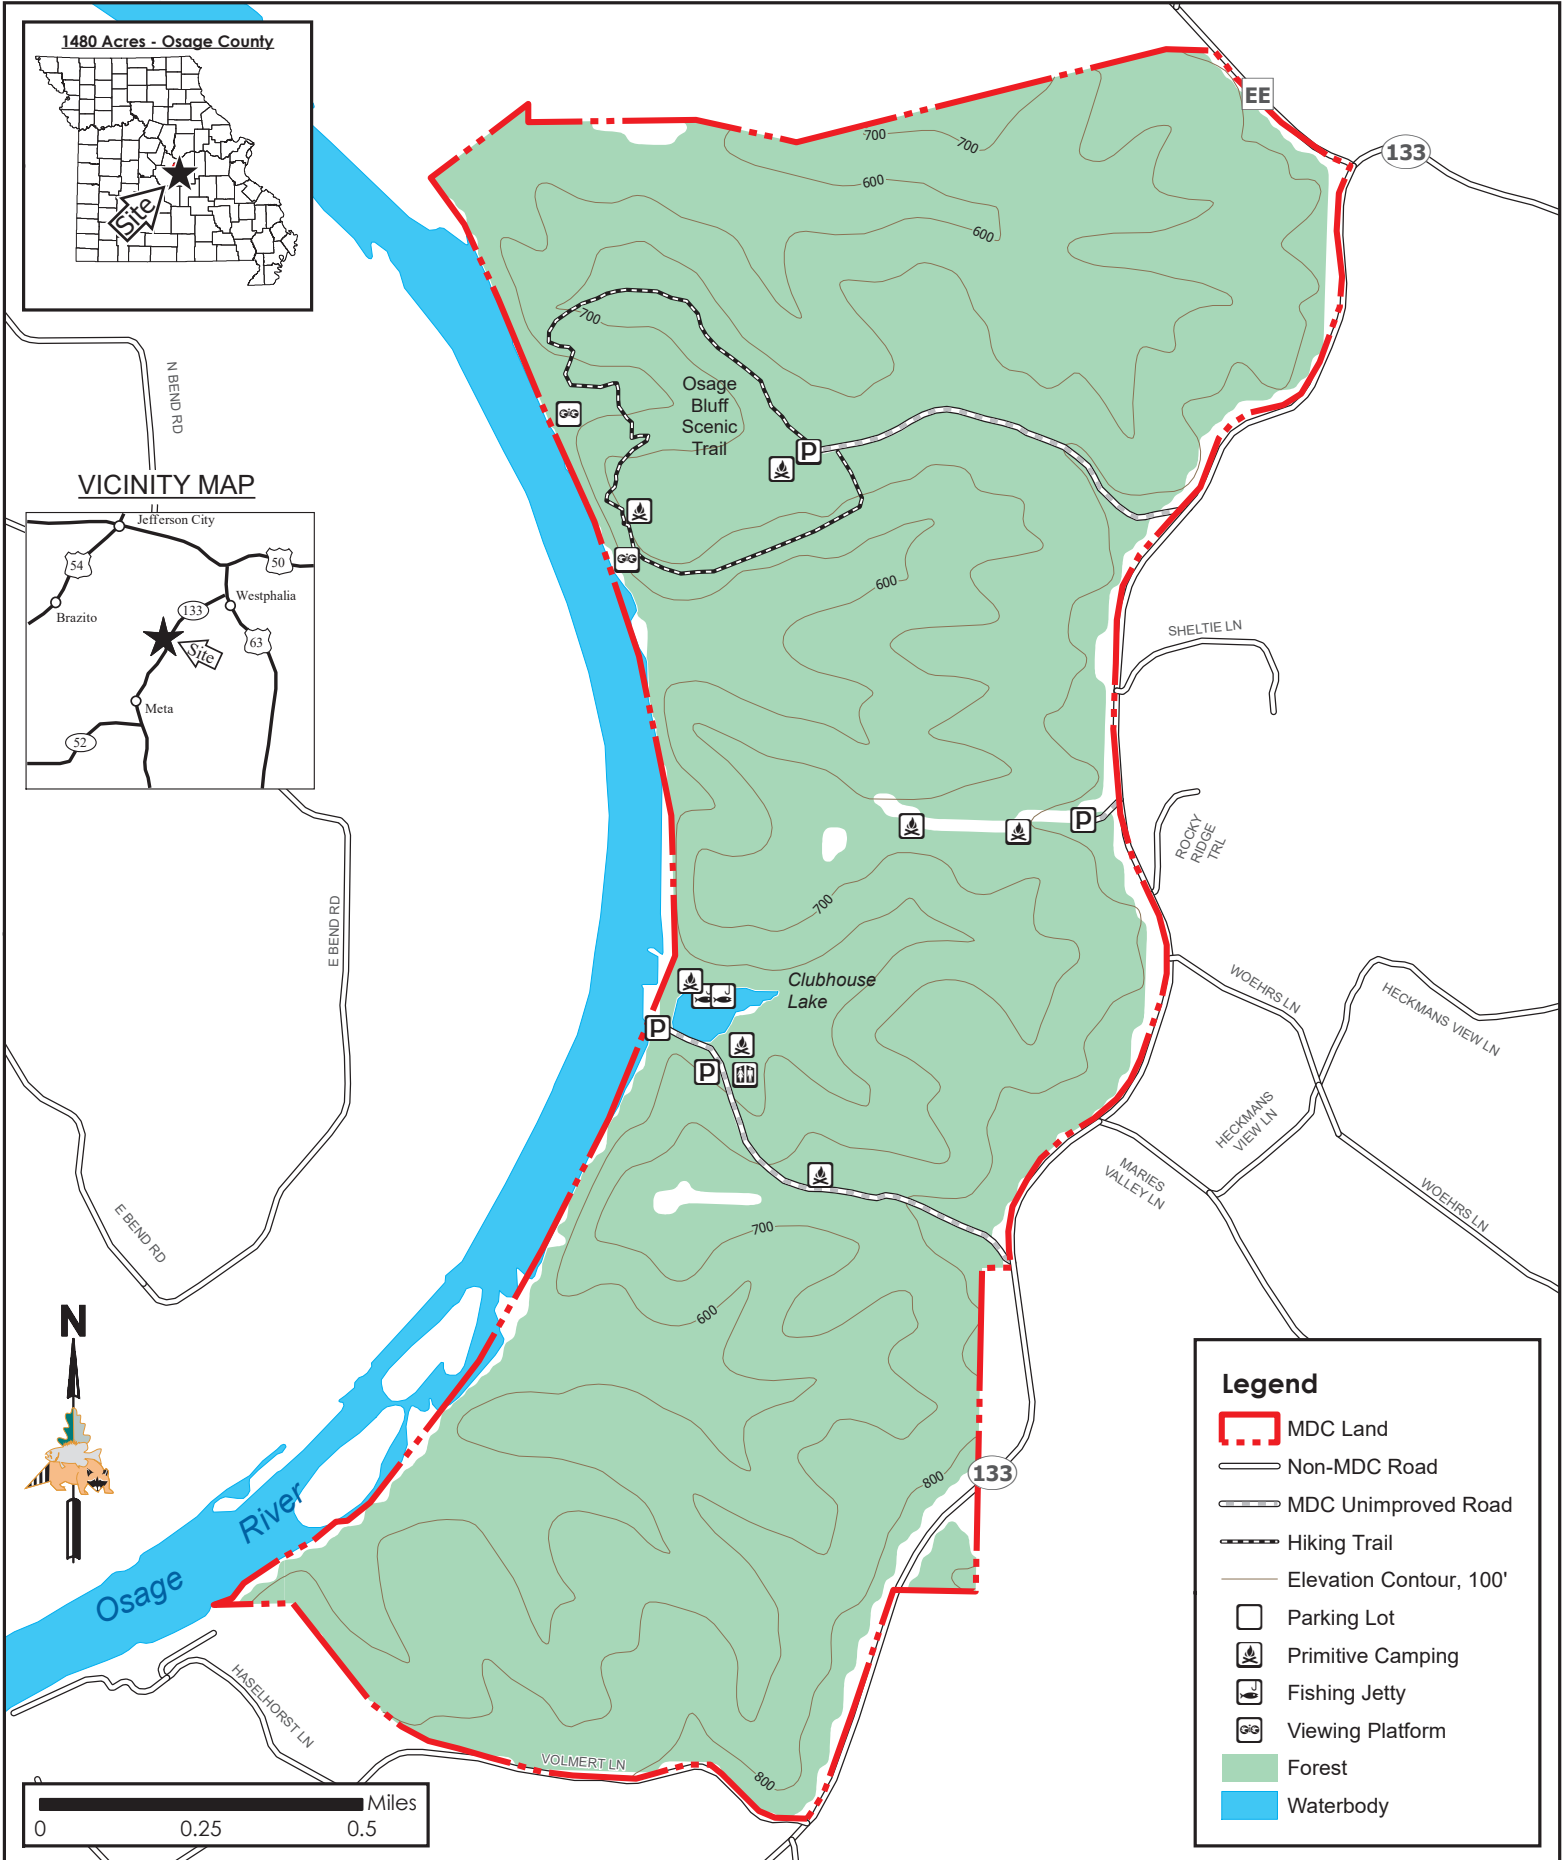 1480 Acres - Osage County
Site
EE
133
700
700
600
600
700
N BEND RD
Osage
Bluff
Scenic
Trail
P
VICINITY MAP
Jefferson City
54
50
133
Westphalia
Brazito
Site
63
Meta
52
600
SHELTIE LN
P
ROCKY
RIDGE
TRL
700
E BEND RD
Clubhouse
Lake
P
P
WOEHRS LN
HECKMANS VIEW LN
HECKMANS
VIEW LN
MARIES
VALLEY LN
WOEHRS LN
E BEND RD
700
600
N
800
133
Osage River
HASELHORST LN
VOLMERT LN
800
Miles
0 0.25 0.5
Legend
MDC Land
Non-MDC Road
MDC Unimproved Road
Hiking Trail
Elevation Contour, 100'
Parking Lot
Primitive Camping
Fishing Jetty
Viewing Platform
Forest
Waterbody